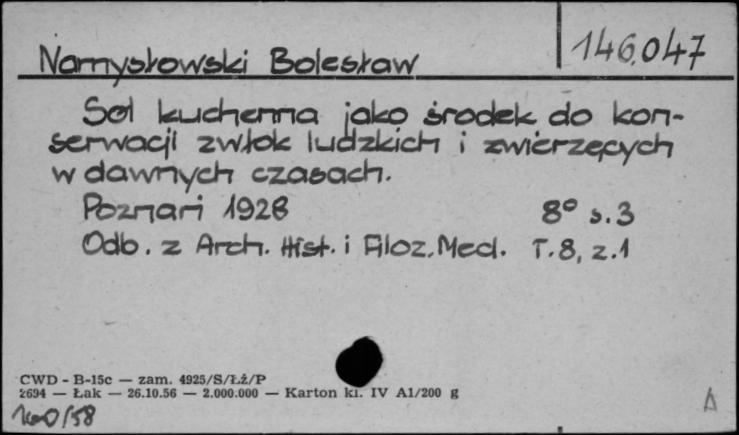 Namysłowski Bolesław
146.047
Sól kuchenna jako środek do kon-
serwacji zwłok ludzkich i zwierzęcych
w dawnych czasach.
Poznań 1928 8° s.3
Odb. z Arch. Hist. i Filoz. Med. T.8, z.1
CWD - B-15c — zam. 4925/S/Łż/P
2694 — Łak — 26.10.56 — 2.000.000 — Karton kl. IV A1/200 g
/58